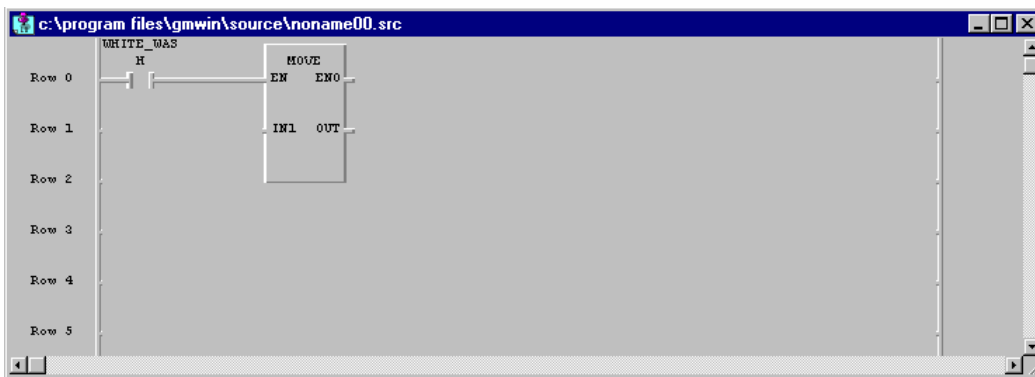 c:\program files\gmwin\source\noname00.src
WHITE_WAS
H
MOVE
Row 0
EN ENO
Row 1
IN1 OUT
Row 2
Row 3
Row 4
Row 5